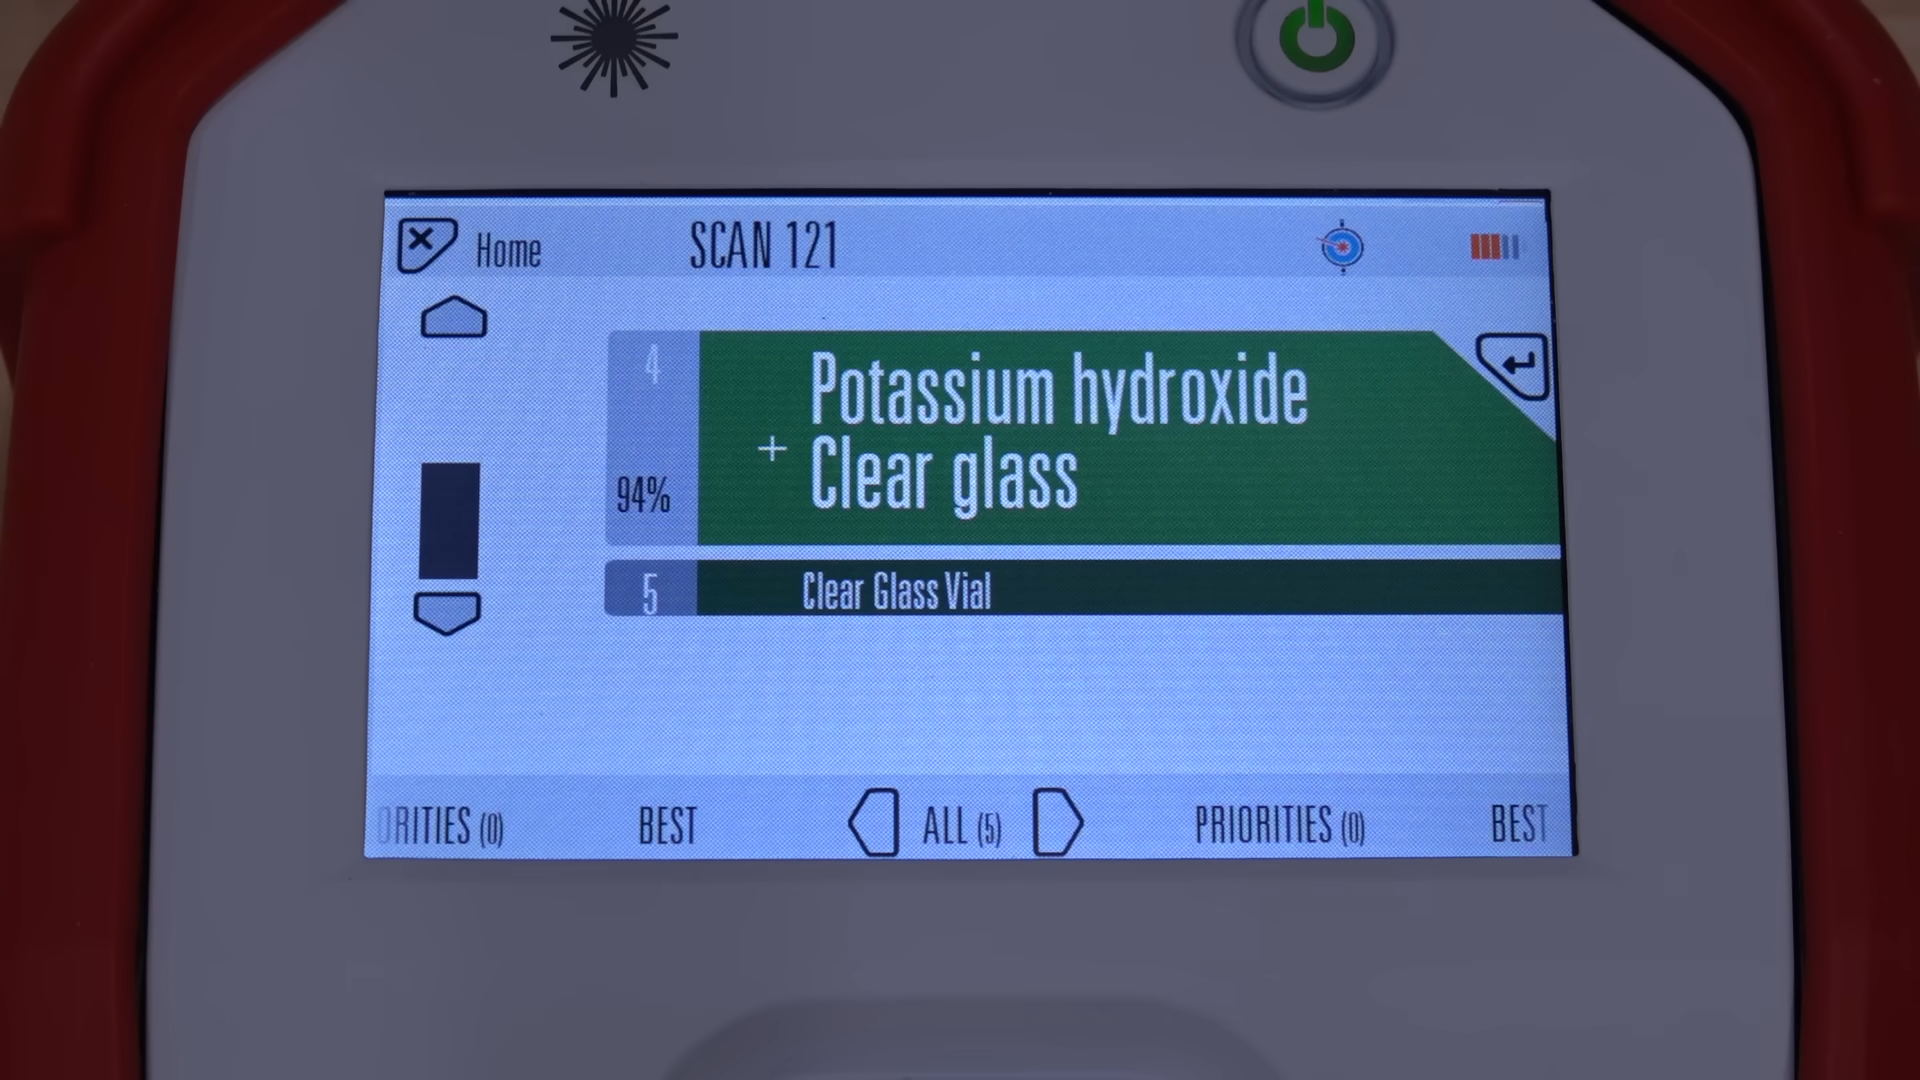 Home
SCAN 121
4
Potassium hydroxide
+ Clear glass
94%
5
Clear Glass Vial
ORITIES (0)
BEST
ALL (5)
PRIORITIES (0)
BEST